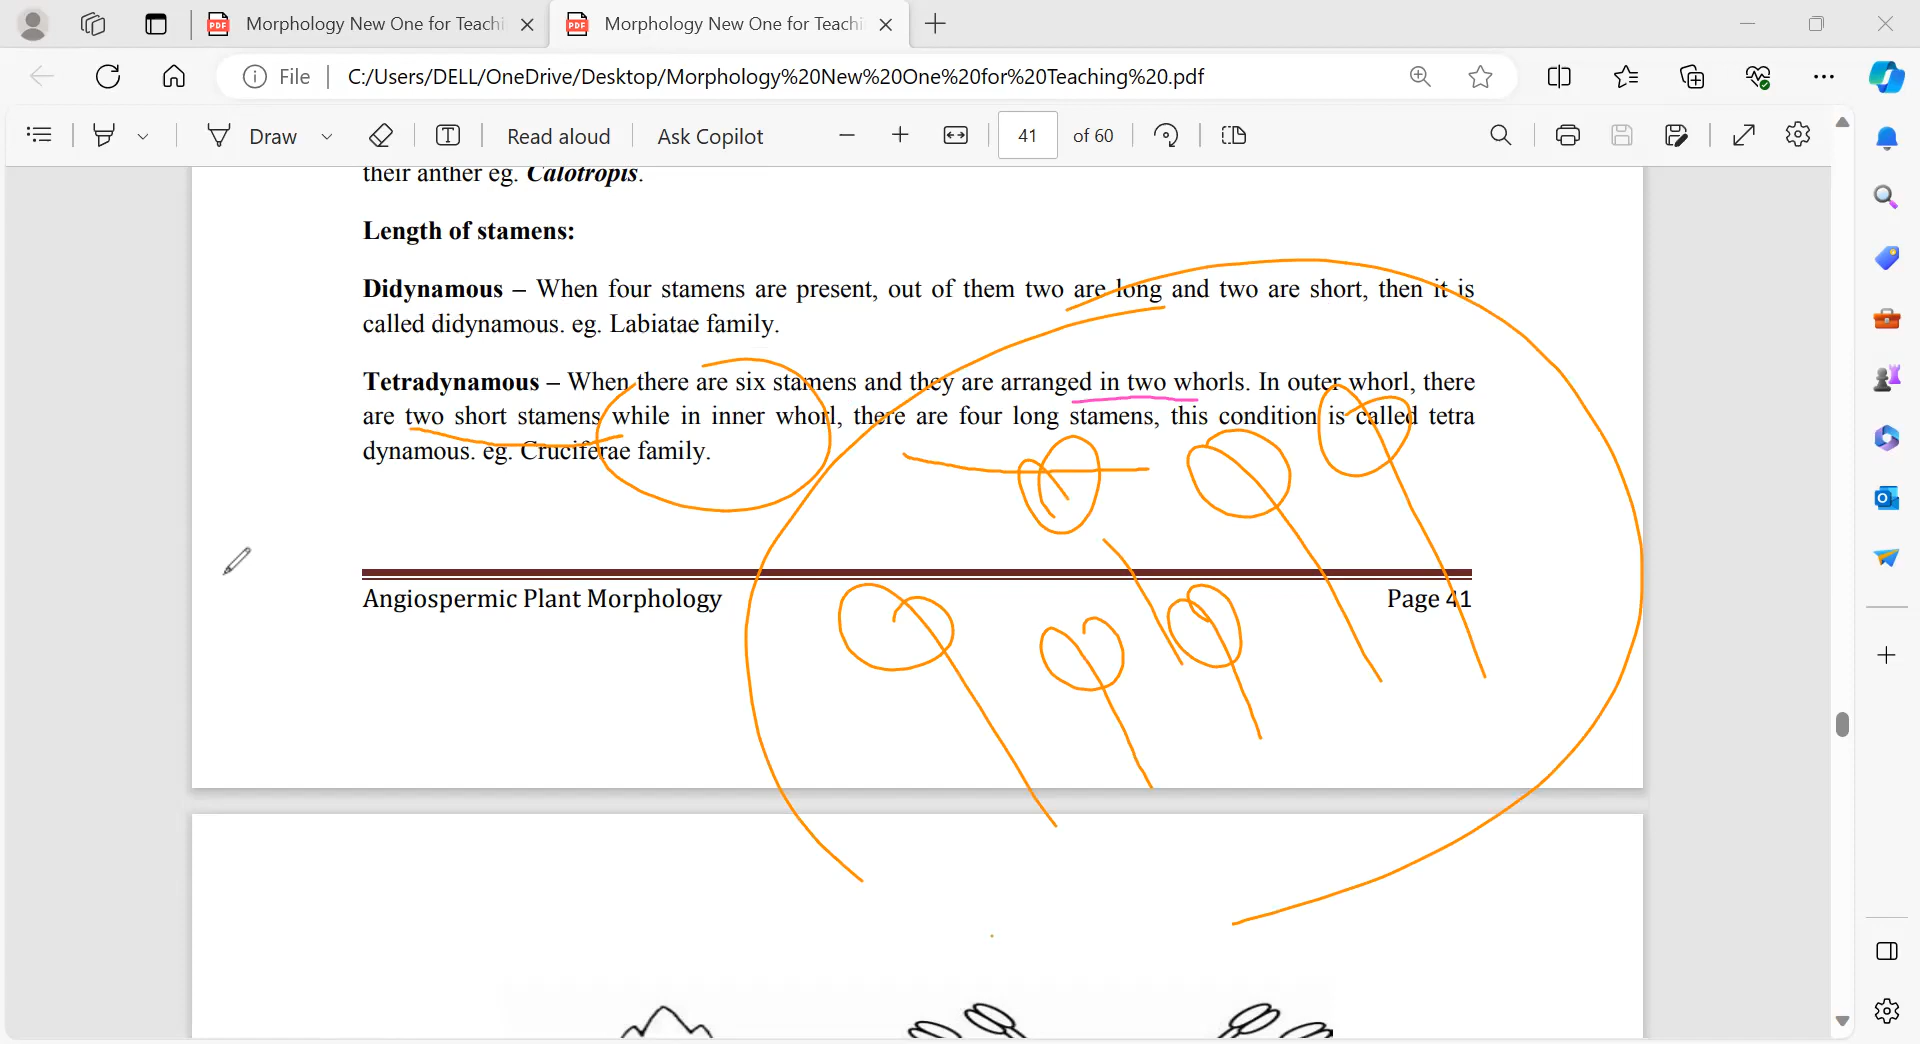 Morphology New One for Teachi
Morphology New One for Teachi
File
C:/Users/DELL/OneDrive/Desktop/Morphology%20New%20One%20for%20Teaching%20.pdf
Draw
Read aloud
Ask Copilot
41 of 60
their anther eg. Calotropis.
Length of stamens:
Didynamous – When four stamens are present, out of them two are long and two are short, then it is
called didynamous. eg. Labiatae family.
Tetradynamous – When there are six stamens and they are arranged in two whorls. In outer whorl, there
are two short stamens while in inner whorl, there are four long stamens, this condition is called tetra
dynamous. eg. Cruciferae family.
Angiospermic Plant Morphology Page 41